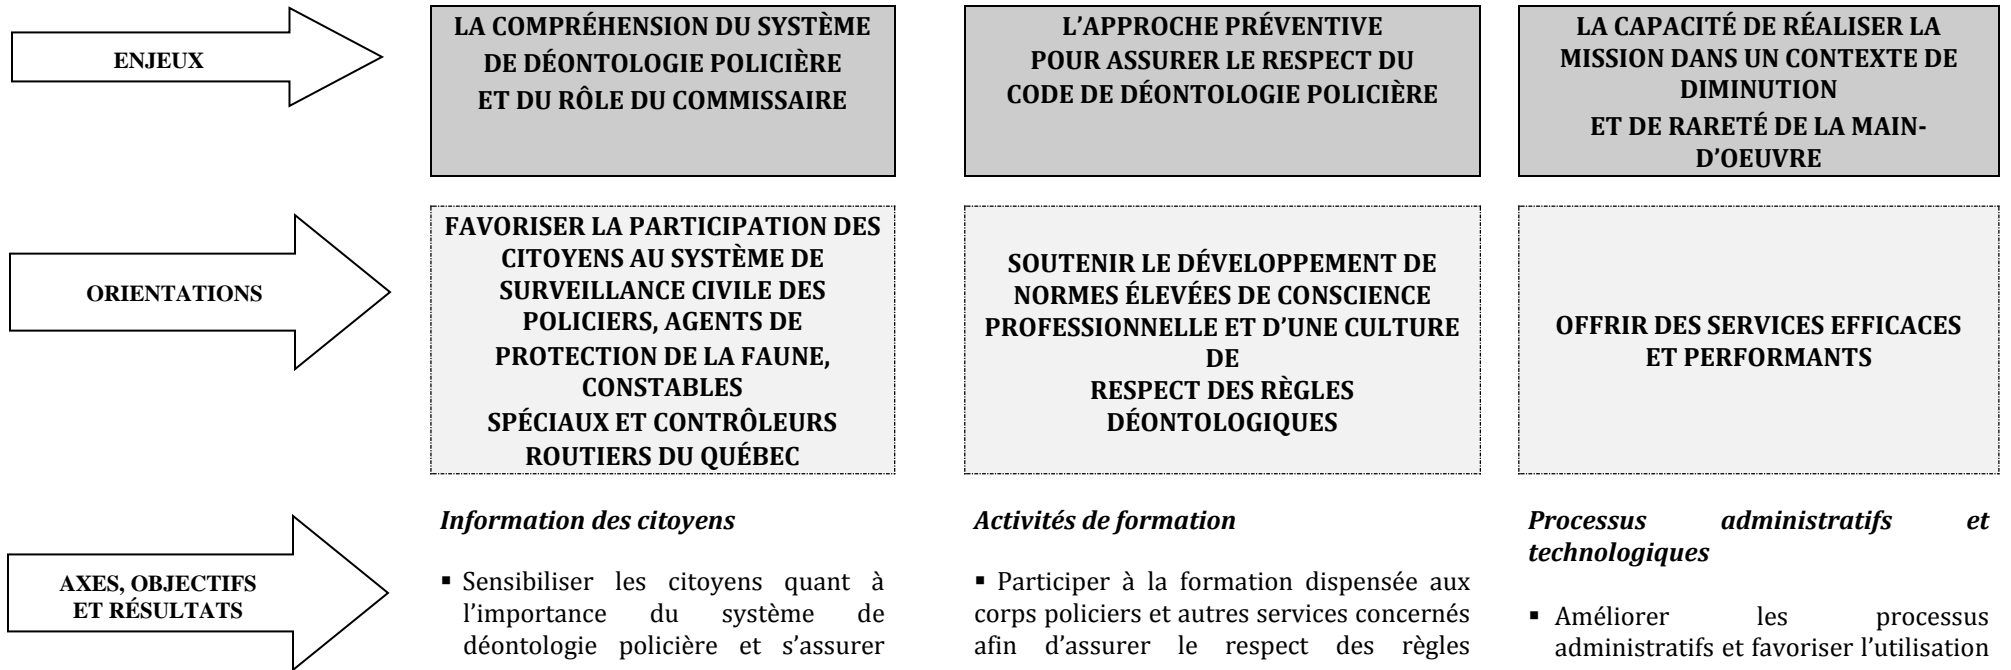 ENJEUX
LA COMPRÉHENSION DU SYSTÈME
DE DÉONTOLOGIE POLICIÈRE
ET DU RÔLE DU COMMISSAIRE
L’APPROCHE PRÉVENTIVE
POUR ASSURER LE RESPECT DU
CODE DE DÉONTOLOGIE POLICIÈRE
LA CAPACITÉ DE RÉALISER LA
MISSION DANS UN CONTEXTE DE
DIMINUTION
ET DE RARETÉ DE LA MAIN-
D’OEUVRE
ORIENTATIONS
FAVORISER LA PARTICIPATION DES
CITOYENS AU SYSTÈME DE
SURVEILLANCE CIVILE DES
POLICIERS, AGENTS DE
PROTECTION DE LA FAUNE,
CONSTABLES
SPÉCIAUX ET CONTRÔLEURS
ROUTIERS DU QUÉBEC
SOUTENIR LE DÉVELOPPEMENT DE
NORMES ÉLEVÉES DE CONSCIENCE
PROFESSIONNELLE ET D’UNE CULTURE
DE
RESPECT DES RÈGLES
DÉONTOLOGIQUES
OFFRIR DES SERVICES EFFICACES
ET PERFORMANTS
AXES, OBJECTIFS
ET RÉSULTATS
Information des citoyens
▪ Sensibiliser les citoyens quant à
l’importance du système de
déontologie policière et s’assurer
Activités de formation
▪ Participer à la formation dispensée aux
corps policiers et autres services concernés
afin d’assurer le respect des règles
Processus administratifs et
technologiques
▪ Améliorer les processus
administratifs et favoriser l’utilisation